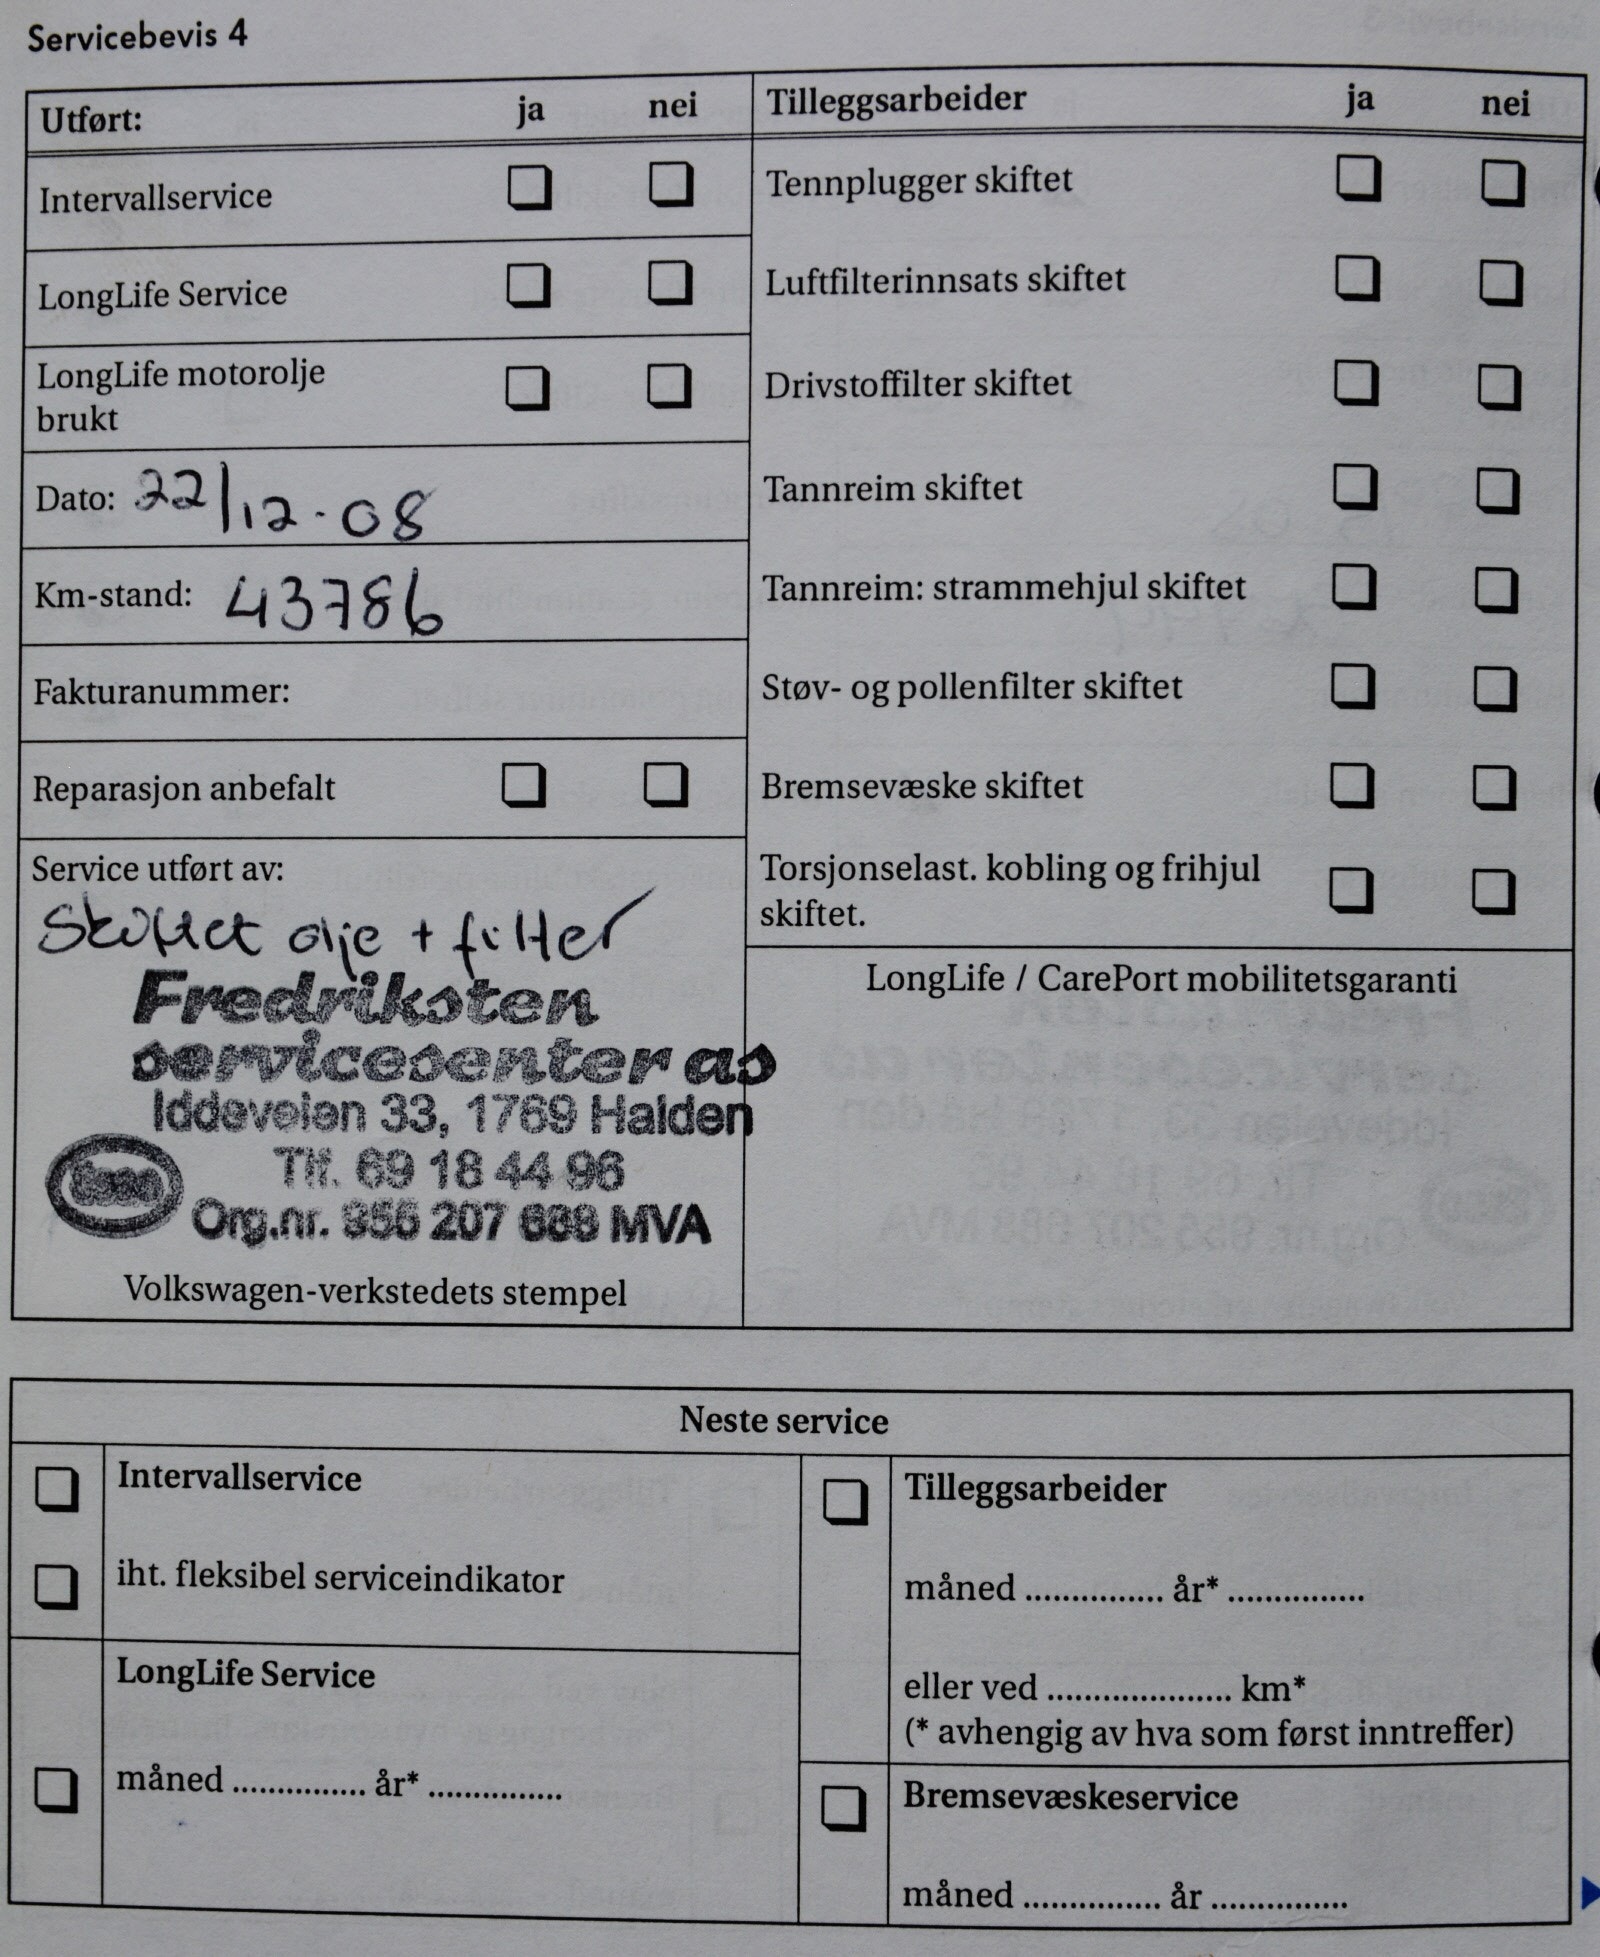 Servicebevis 4
Utført: ja nei
Intervallservice
LongLife Service
LongLife motorolje
brukt
Dato: 22/12-08
Km-stand: 43786
Fakturanummer:
Reparasjon anbefalt
Service utført av:
Skiftet olje + filter
Fredriksten
servicesenter as
Iddeveien 33, 1769 Halden
Tlf. 69 18 44 96
Esso
Org.nr. 207 MVA
Volkswagen-verkstedets stempel
Tilleggsarbeider ja nei
Tennplugger skiftet
Luftfilterinnsats skiftet
Drivstoffilter skiftet
Tannreim skiftet
Tannreim: strammehjul skiftet
Støv- og pollenfilter skiftet
Bremsevæske skiftet
Torsjonselast. kobling og frihjul
skiftet.
LongLife / CarePort mobilitetsgaranti
Neste service
Intervallservice
iht. fleksibel serviceindikator
LongLife Service
måned ............... år* ...............
Tilleggsarbeider
måned ............... år* ...............
eller ved .................... km*
(* avhengig av hva som først inntreffer)
Bremsevæskeservice
måned ............... år ...............